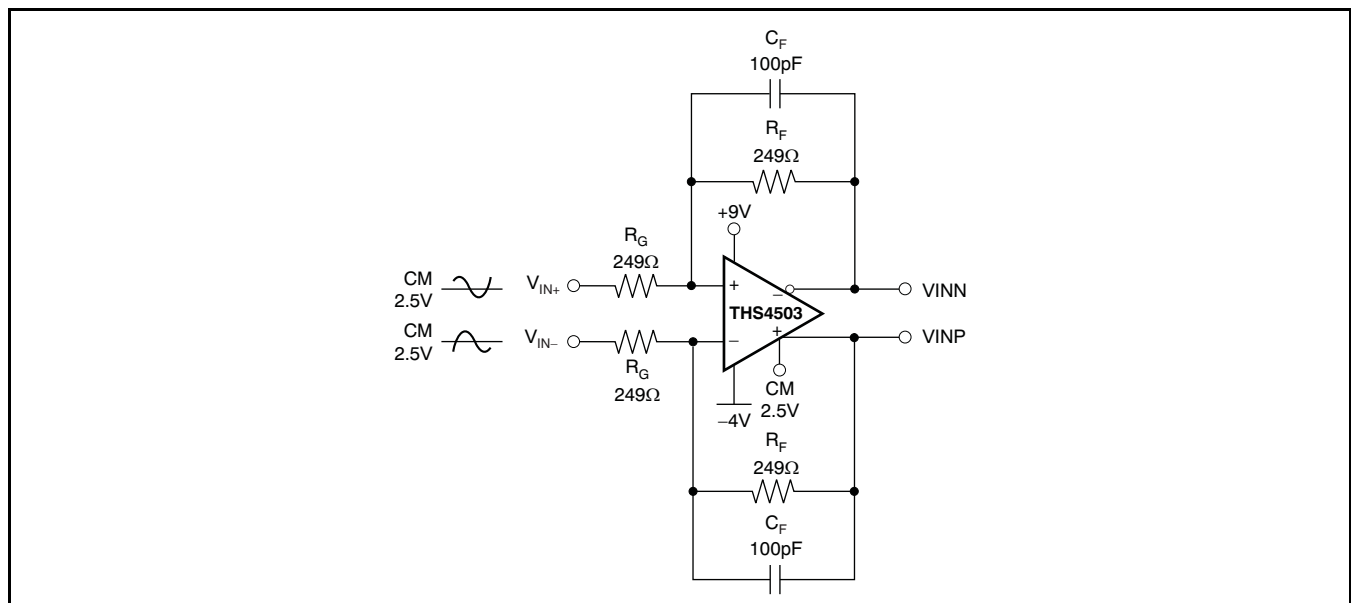 C_F
100pF
R_F
249Ω
+9V
R_G
249Ω
CM
2.5V
V_IN+
+
−
VINN
THS4503
CM
2.5V
V_IN−
−
+
VINP
R_G
249Ω
CM
2.5V
−4V
R_F
249Ω
C_F
100pF